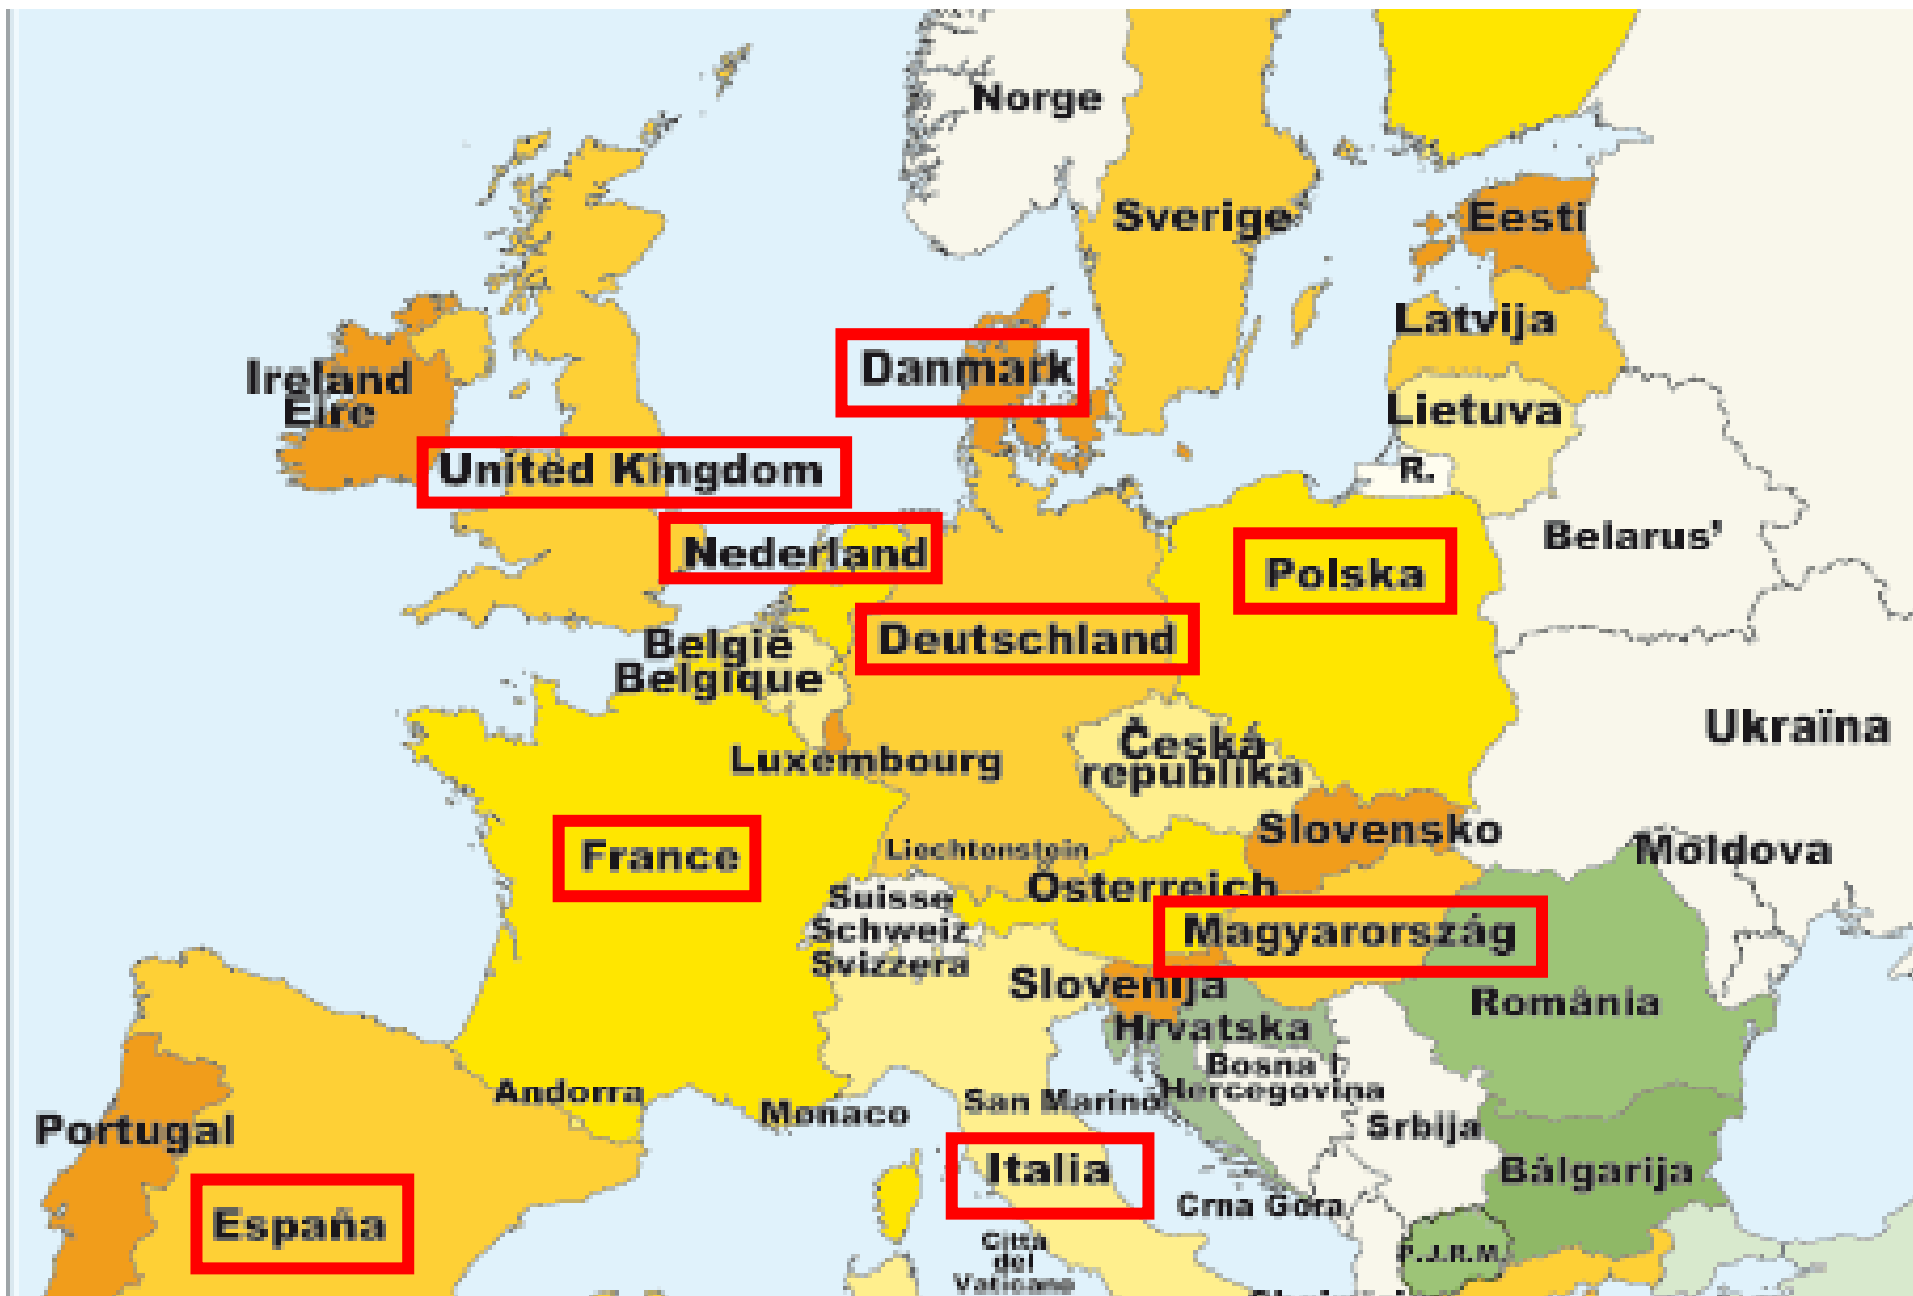 Norge
Sverige
Eesti
Latvija
Ireland
Éire
Danmark
Lietuva
United Kingdom
R.
Nederland
Belarus’
Polska
België
Belgique
Deutschland
Luxembourg
Česká
republika
Ukraïna
France
Liechtenstein
Slovensko
Moldova
Österreich
Suisse
Schweiz
Svizzera
Magyarország
Slovenija
România
Hrvatska
Bosna i
Hercegovina
Andorra
Monaco
San Marino
Srbija
Portugal
Italia
Bălgarija
España
Crna Gora
Città
del
Vaticano
P.J.R.M.